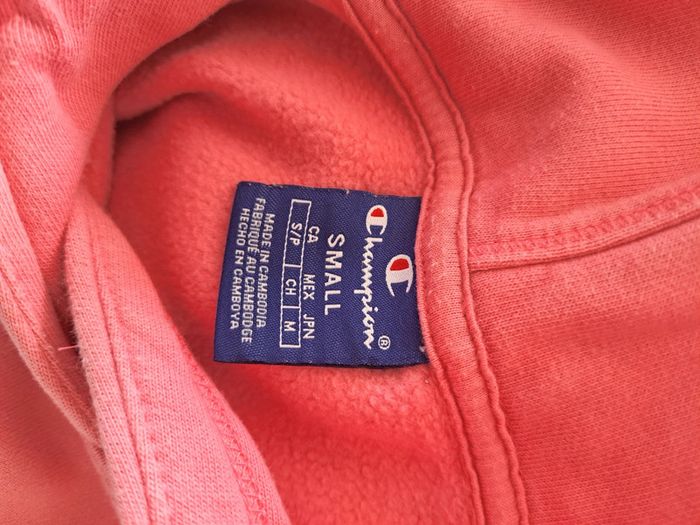 Champion®
SMALL
CA MEX JPN
S/P CH M
MADE IN CAMBODIA
FABRIQUÉ AU CAMBODGE
HECHO EN CAMBOYA